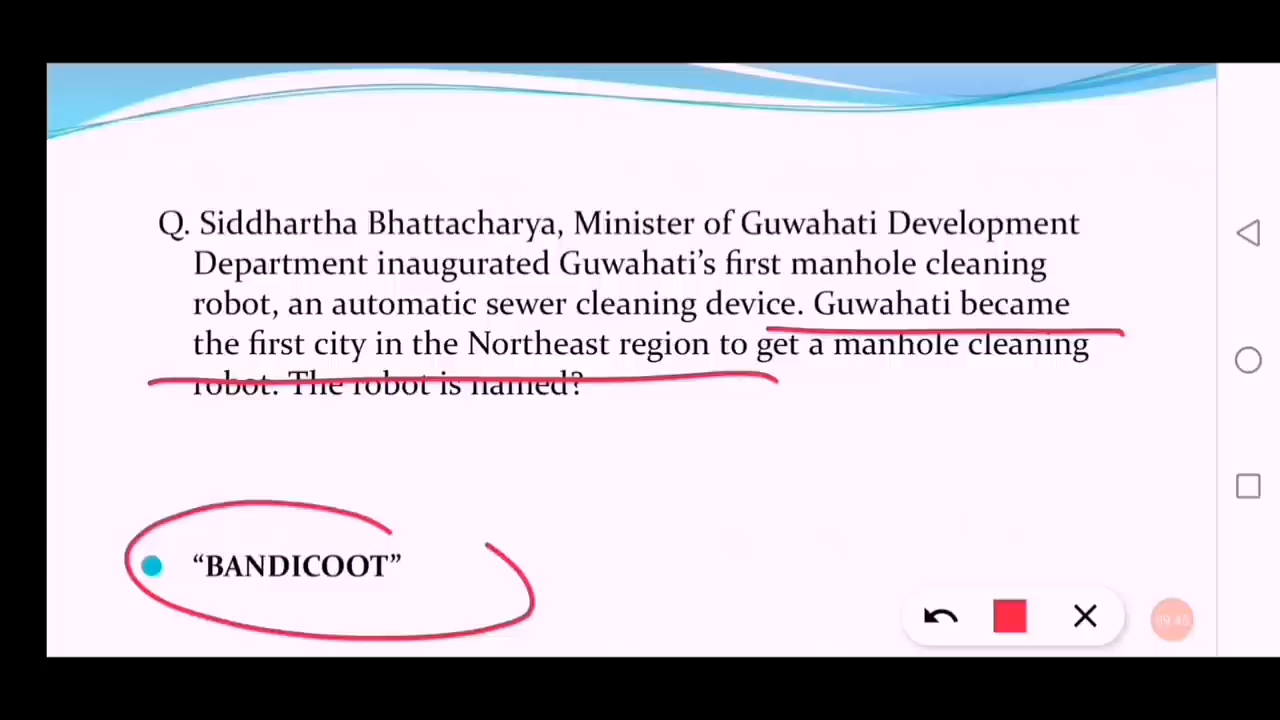 Q. Siddhartha Bhattacharya, Minister of Guwahati Development
Department inaugurated Guwahati’s first manhole cleaning
robot, an automatic sewer cleaning device. Guwahati became
the first city in the Northeast region to get a manhole cleaning
robot. The robot is named?
“BANDICOOT”